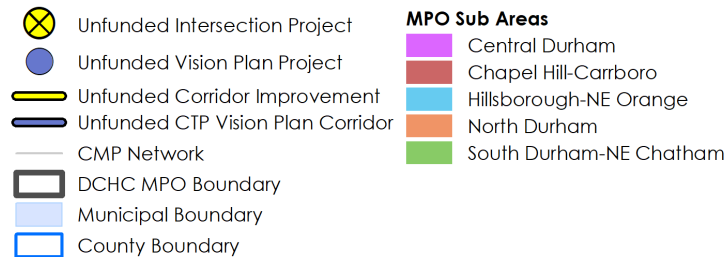 Unfunded Intersection Project
Unfunded Vision Plan Project
Unfunded Corridor Improvement
Unfunded CTP Vision Plan Corridor
CMP Network
DCHC MPO Boundary
Municipal Boundary
County Boundary
MPO Sub Areas
Central Durham
Chapel Hill-Carrboro
Hillsborough-NE Orange
North Durham
South Durham-NE Chatham